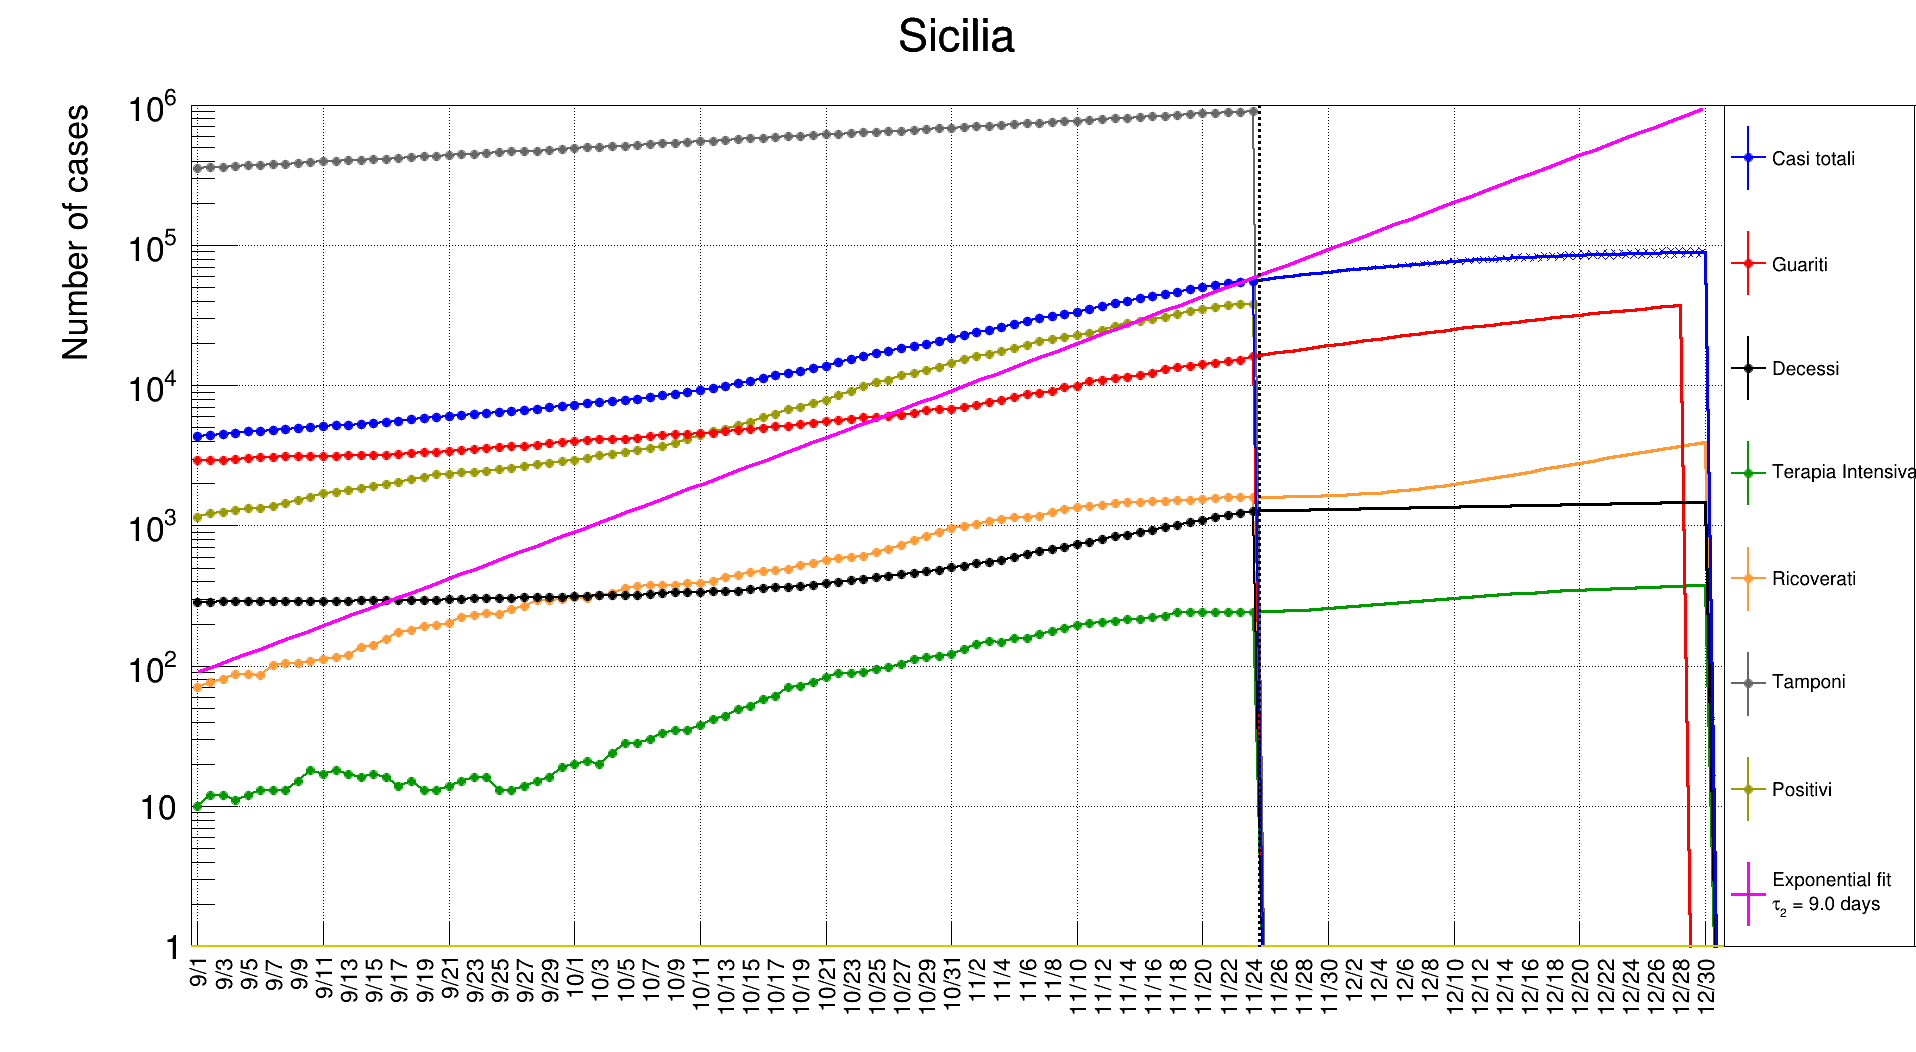 Sicilia
Number of cases
10^6
10^5
10^4
10^3
10^2
10
1
9/1 9/3 9/5 9/7 9/9 9/11 9/13 9/15 9/17 9/19 9/21 9/23 9/25 9/27 9/29 10/1 10/3 10/5 10/7 10/9 10/11 10/13 10/15 10/17 10/19 10/21 10/23 10/25 10/27 10/29 10/31 11/2 11/4 11/6 11/8 11/10 11/12 11/14 11/16 11/18 11/20 11/22 11/24 11/26 11/28 11/30 12/2 12/4 12/6 12/8 12/10 12/12 12/14 12/16 12/18 12/20 12/22 12/24 12/26 12/28 12/30
Casi totali
Guariti
Decessi
Terapia Intensiva
Ricoverati
Tamponi
Positivi
Exponential fit
τ₂ = 9.0 days